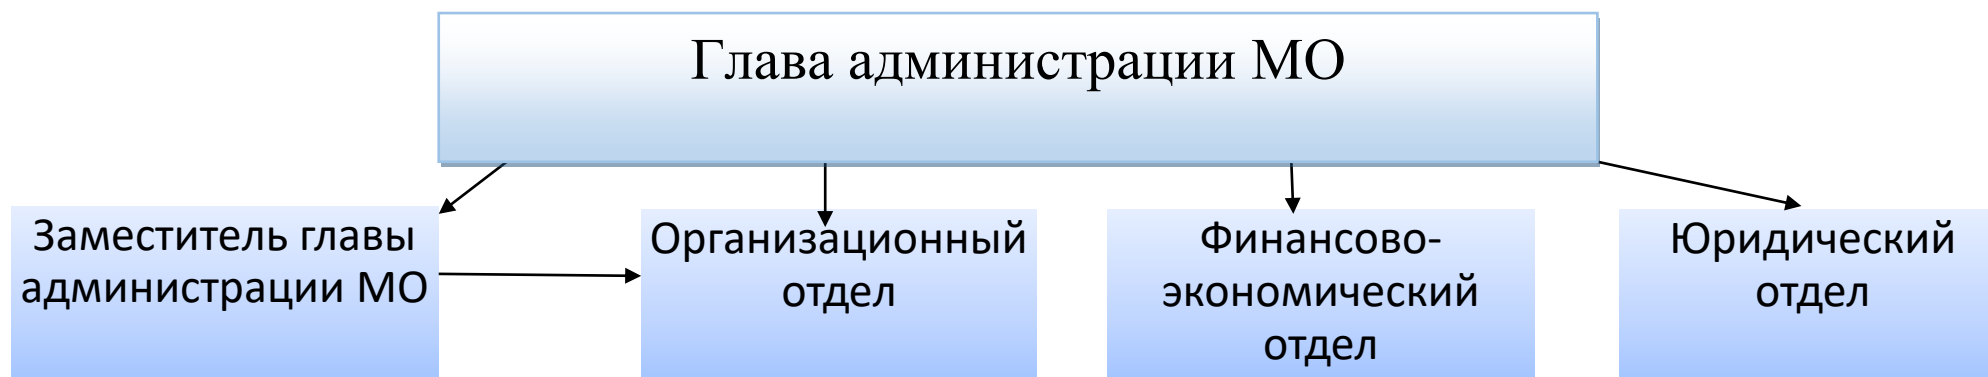 Глава администрации МО
Заместитель главы
администрации МО
Организационный
отдел
Финансово-
экономический
отдел
Юридический
отдел